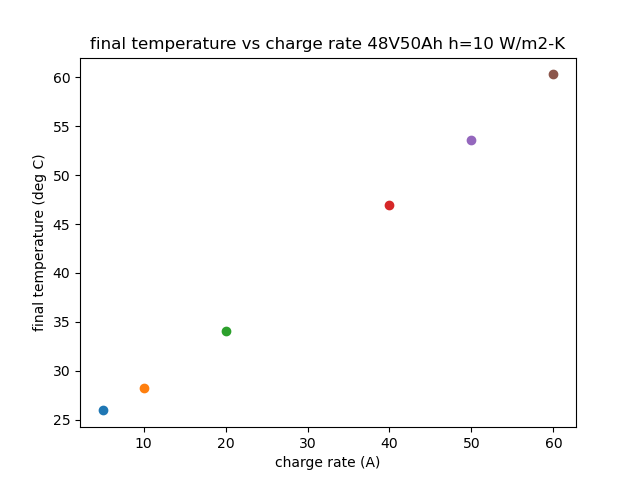 final temperature vs charge rate 48V50Ah h=10 W/m2-K
60
55
50
45
40
35
30
25
final temperature (deg C)
10 20 30 40 50 60
charge rate (A)